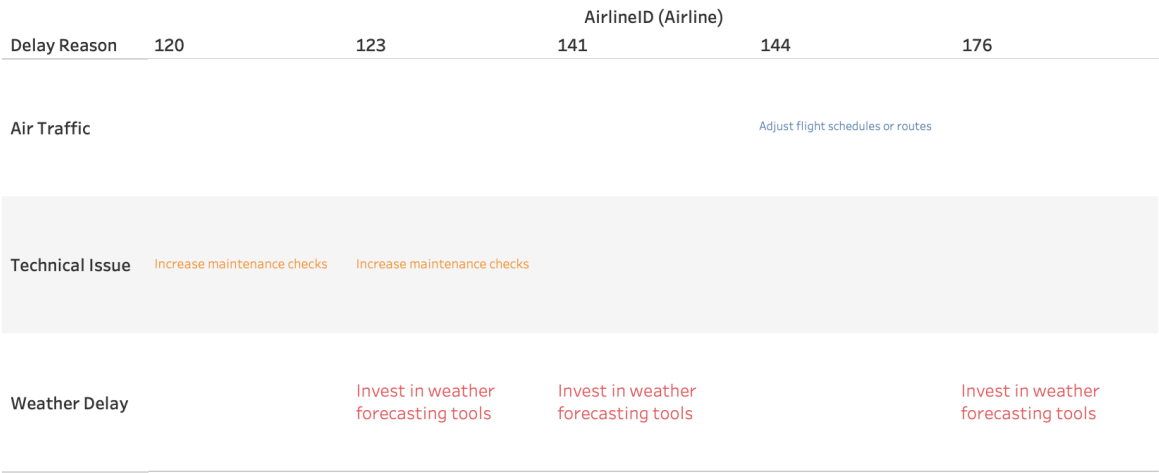 AirlineID (Airline)
Delay Reason 120 123 141 144 176
Air Traffic Adjust flight schedules or routes
Technical Issue Increase maintenance checks Increase maintenance checks
Weather Delay
Invest in weather
forecasting tools
Invest in weather
forecasting tools
Invest in weather
forecasting tools